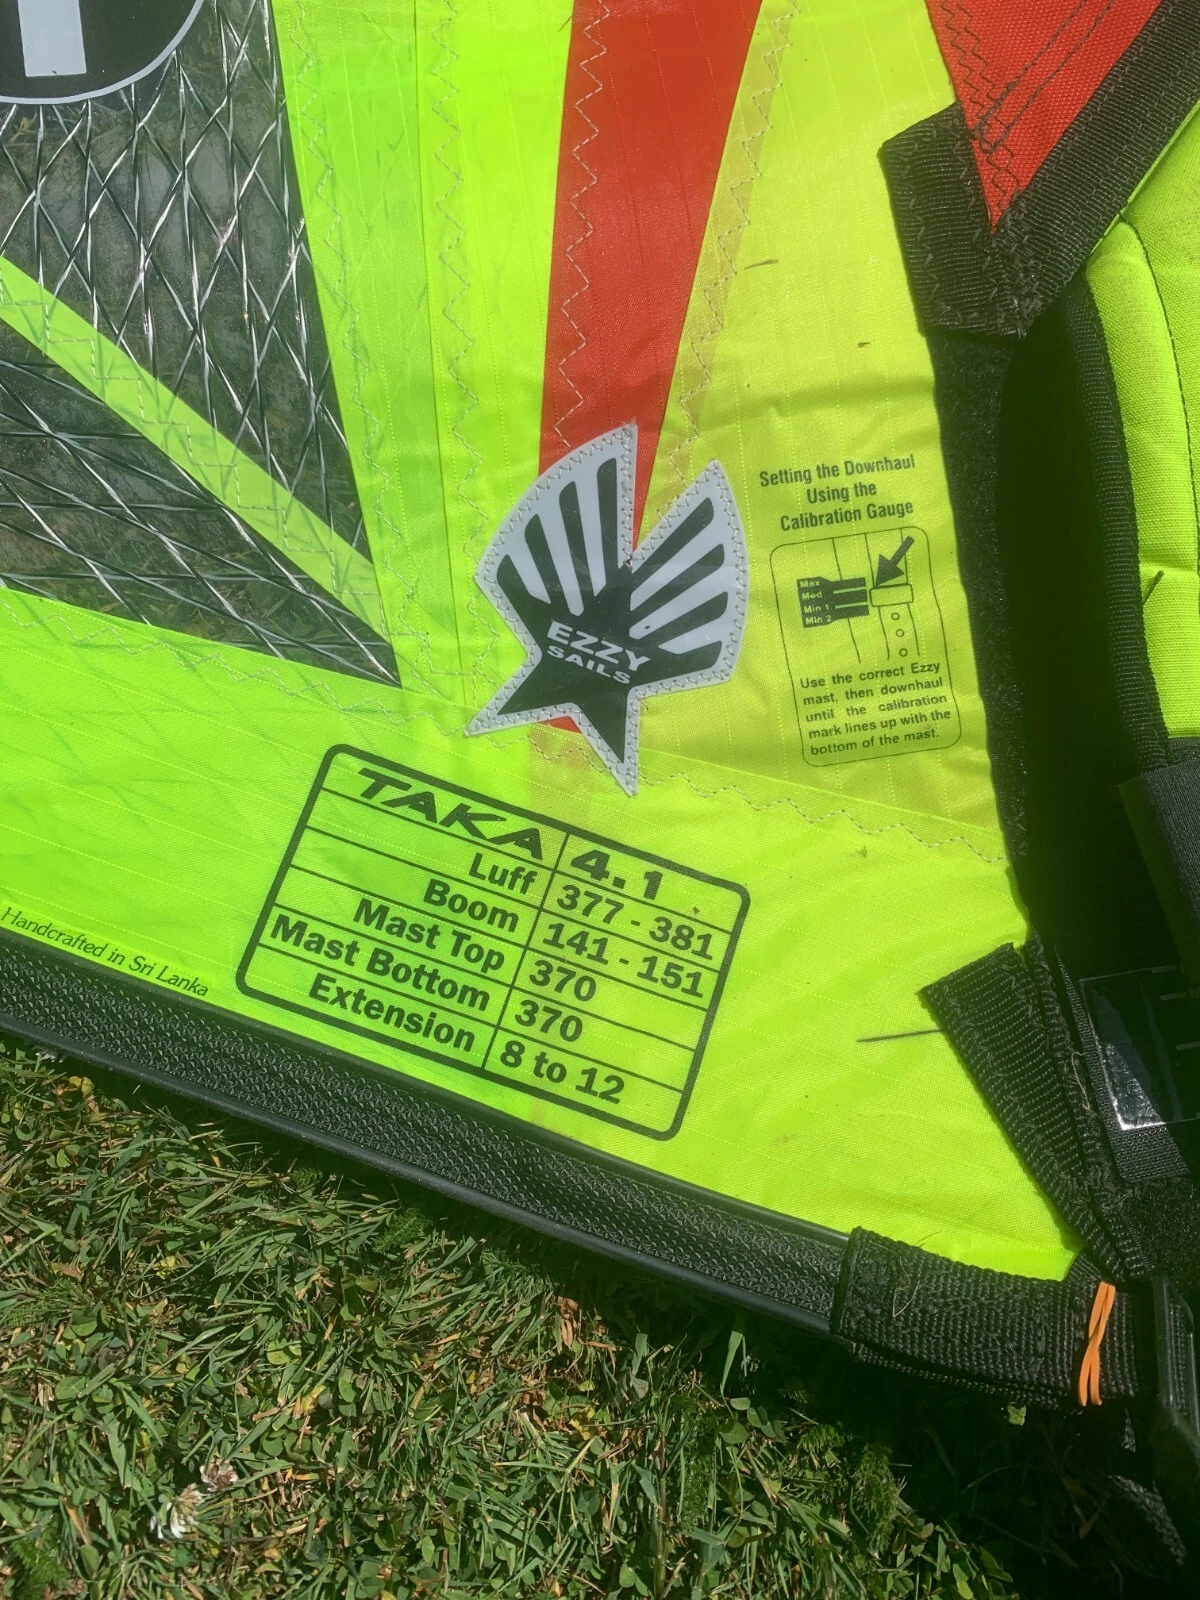 EZZY
SAILS
Setting the Downhaul
Using the
Calibration Gauge
Max
Med
Min 1
Min 2
Use the correct Ezzy
mast, then downhaul
until the calibration
mark lines up with the
bottom of the mast.
TAKA 4.1
Luff 377 - 381
Boom 141 - 151
Mast Top 370
Mast Bottom 370
Extension 8 to 12
Handcrafted in Sri Lanka